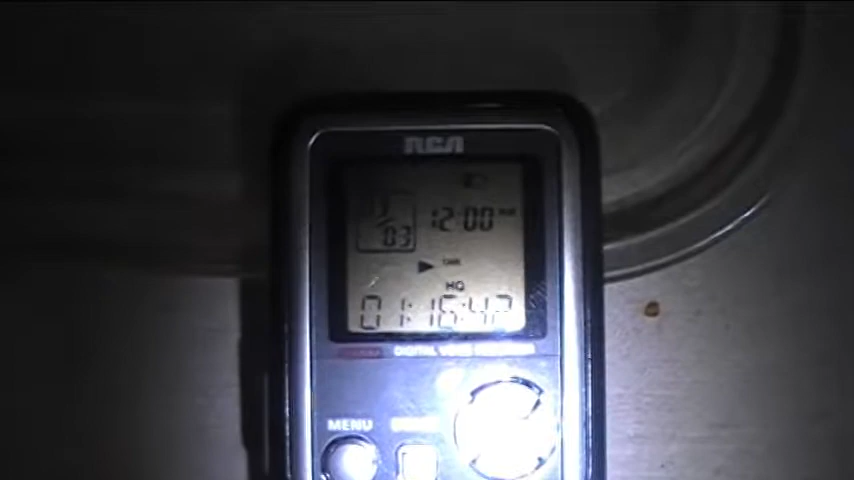 RCA
12:00
03
HQ
01:16:47
DIGITAL VOICE RECORDER
MENU